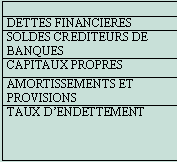 DETTES FINANCIERES
SOLDES CREDITEURS DE
BANQUES
CAPITAUX PROPRES
AMORTISSEMENTS ET
PROVISIONS
TAUX D'ENDETTEMENT